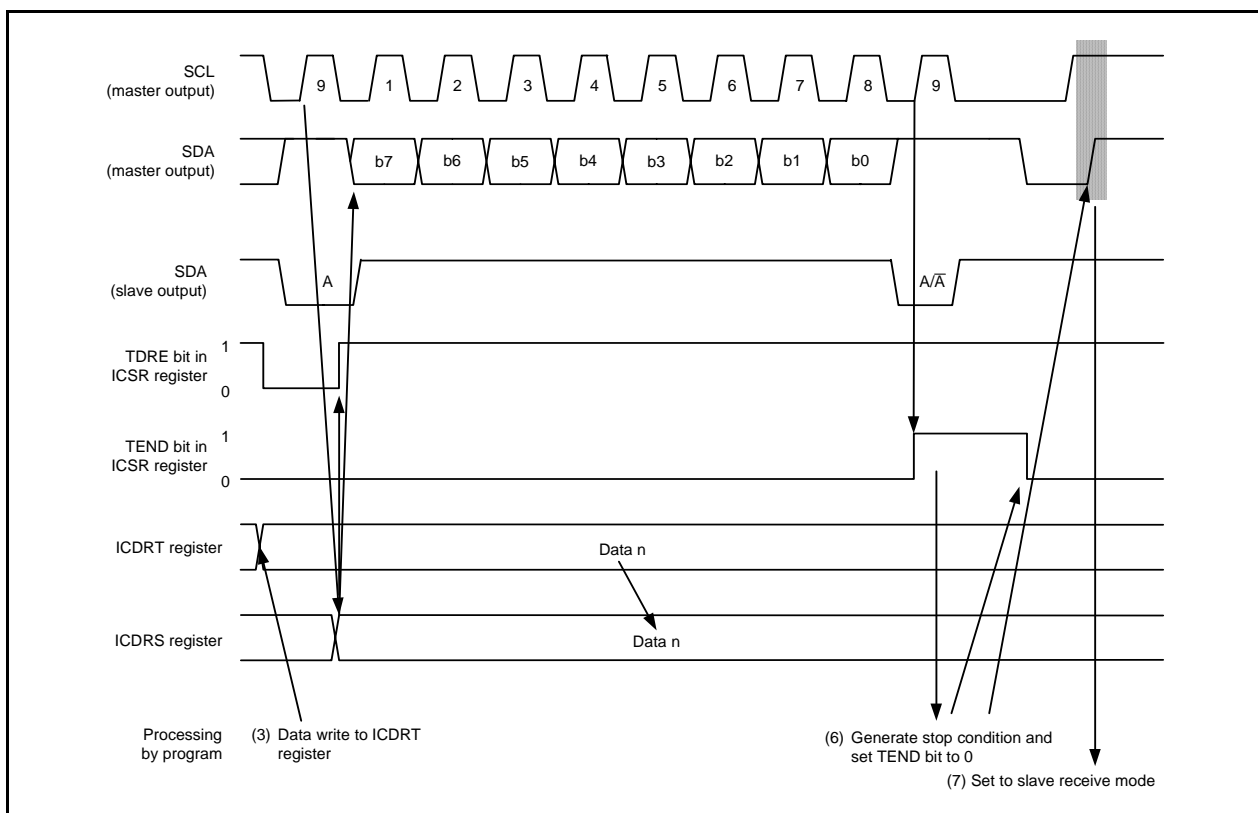 SCL
(master output)
9 1 2 3 4 5 6 7 8 9
SDA
(master output)
b7 b6 b5 b4 b3 b2 b1 b0
SDA
(slave output)
A A/A̅
TDRE bit in
ICSR register
1
0
TEND bit in
ICSR register
1
0
ICDRT register
Data n
ICDRS register
Data n
Processing
by program
(3) Data write to ICDRT
register
(6) Generate stop condition and
set TEND bit to 0
(7) Set to slave receive mode